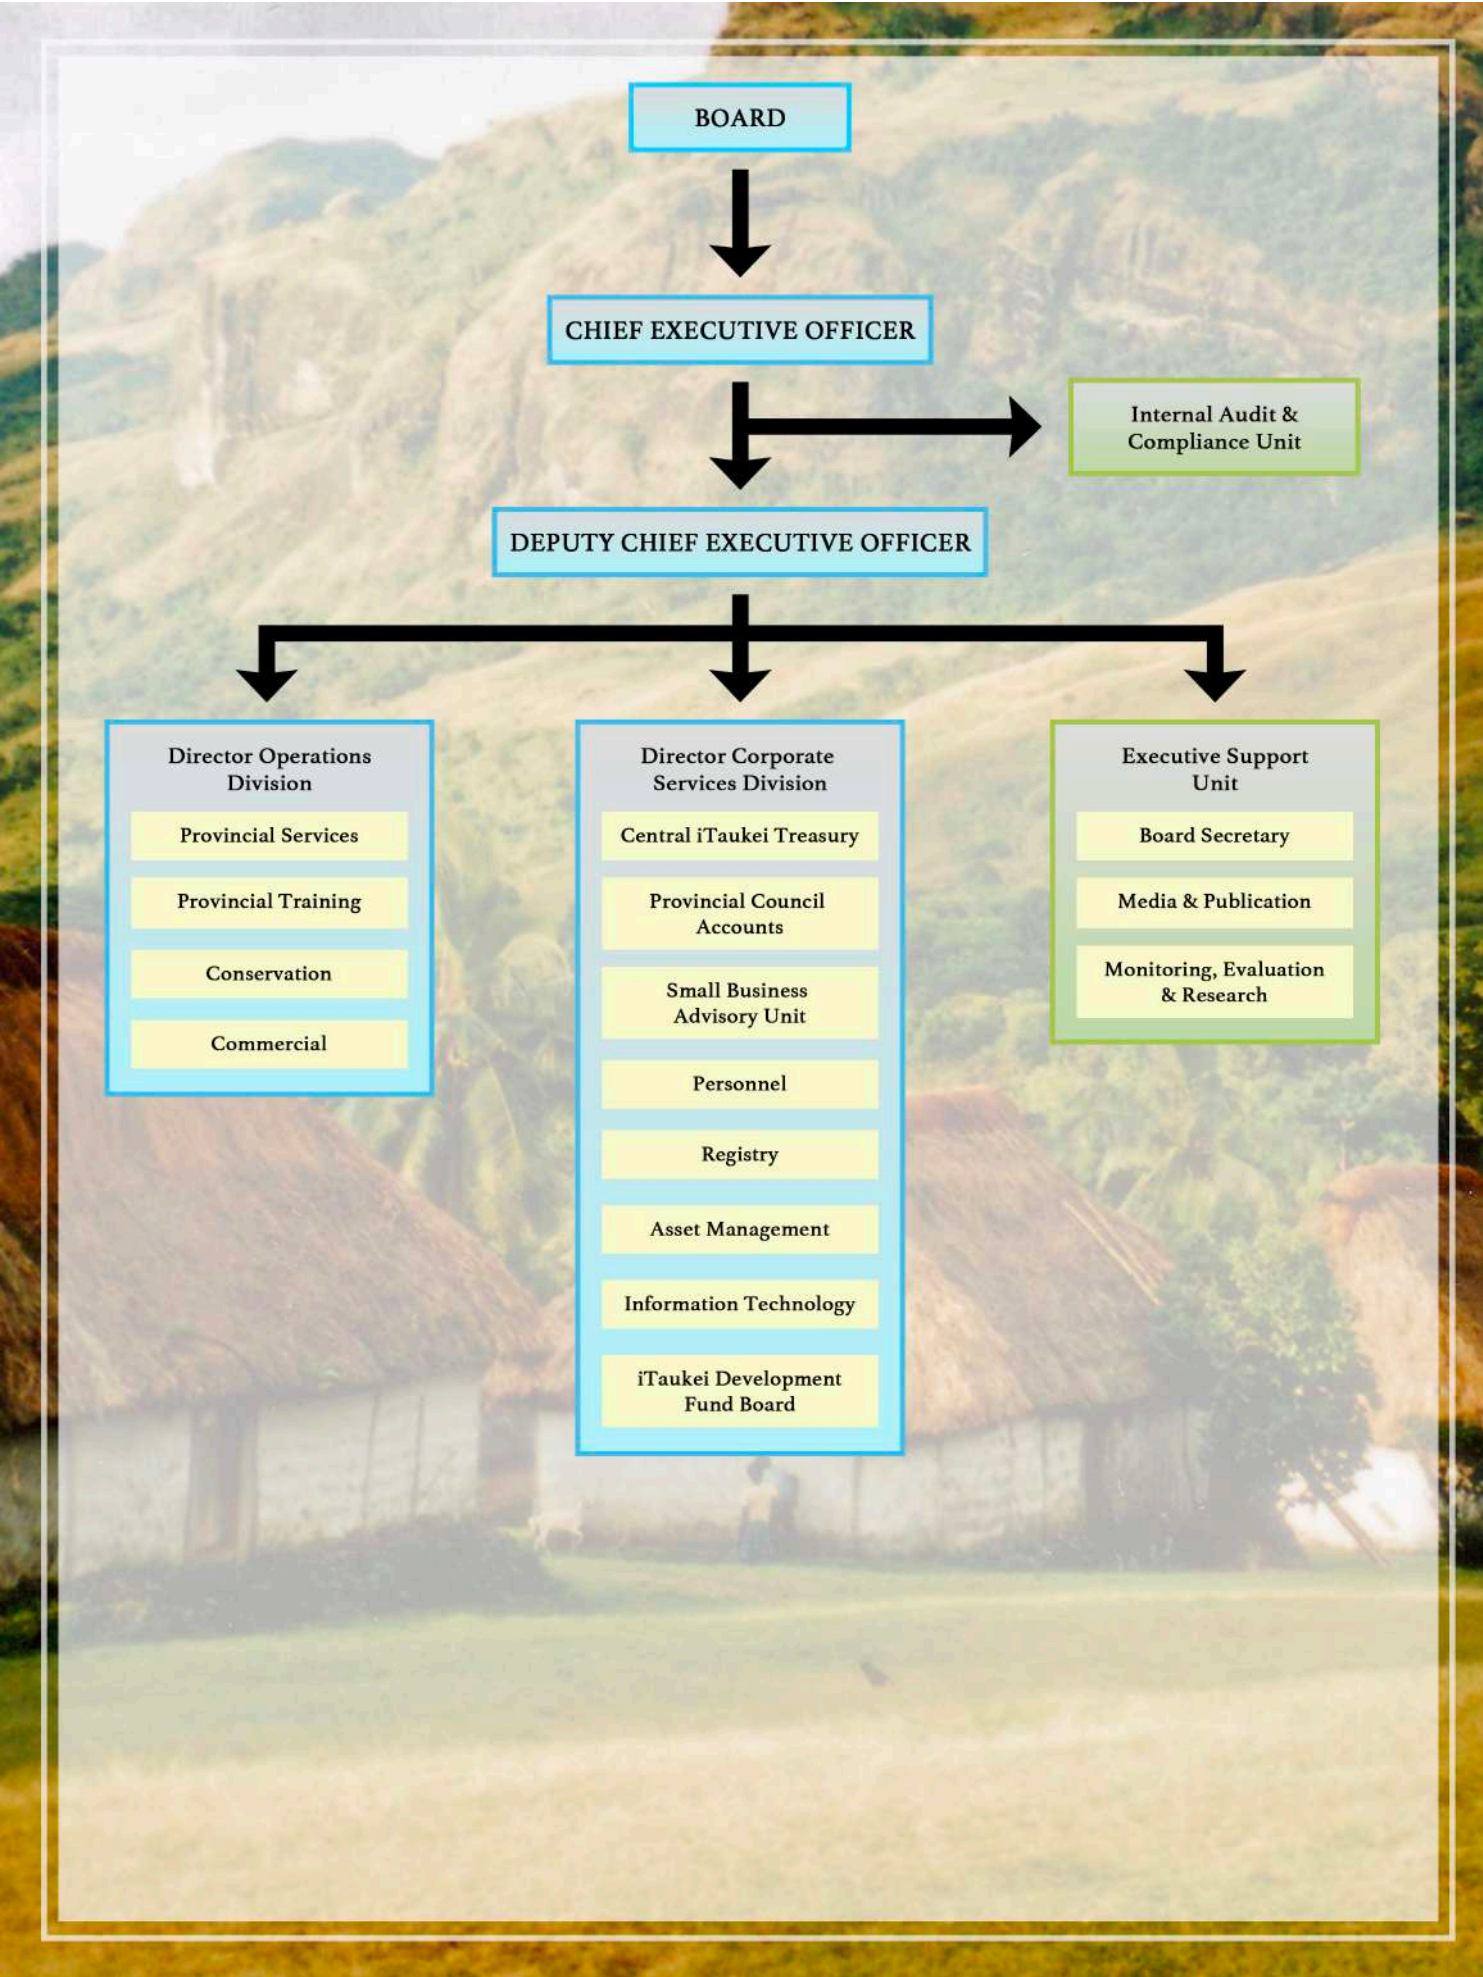 BOARD
CHIEF EXECUTIVE OFFICER
Internal Audit &
Compliance Unit
DEPUTY CHIEF EXECUTIVE OFFICER
Director Operations
Division
Provincial Services
Provincial Training
Conservation
Commercial
Director Corporate
Services Division
Central iTaukei Treasury
Provincial Council
Accounts
Small Business
Advisory Unit
Personnel
Registry
Asset Management
Information Technology
iTaukei Development
Fund Board
Executive Support
Unit
Board Secretary
Media & Publication
Monitoring, Evaluation
& Research